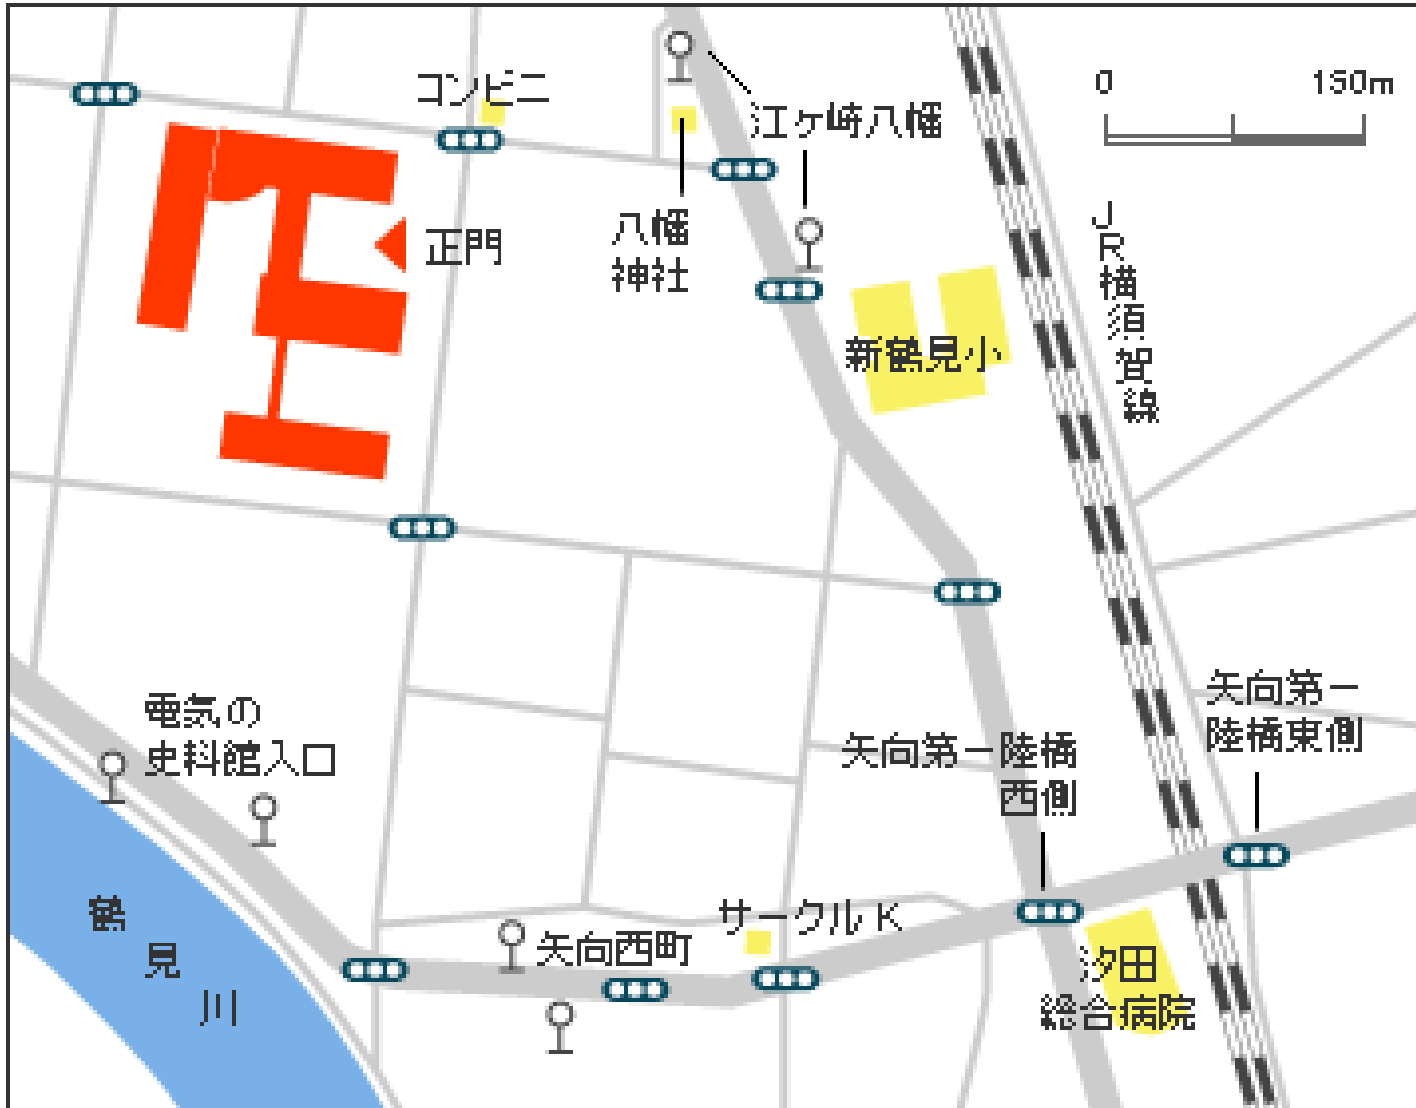 コンビニ
江ヶ崎八幡
0 150m
正門
八幡
神社
JR横須賀線
新鶴見小
電気の
史料館入口
矢向第一陸橋
西側
矢向第一
陸橋東側
鶴見川
サークルK
矢向西町
汐田
総合病院